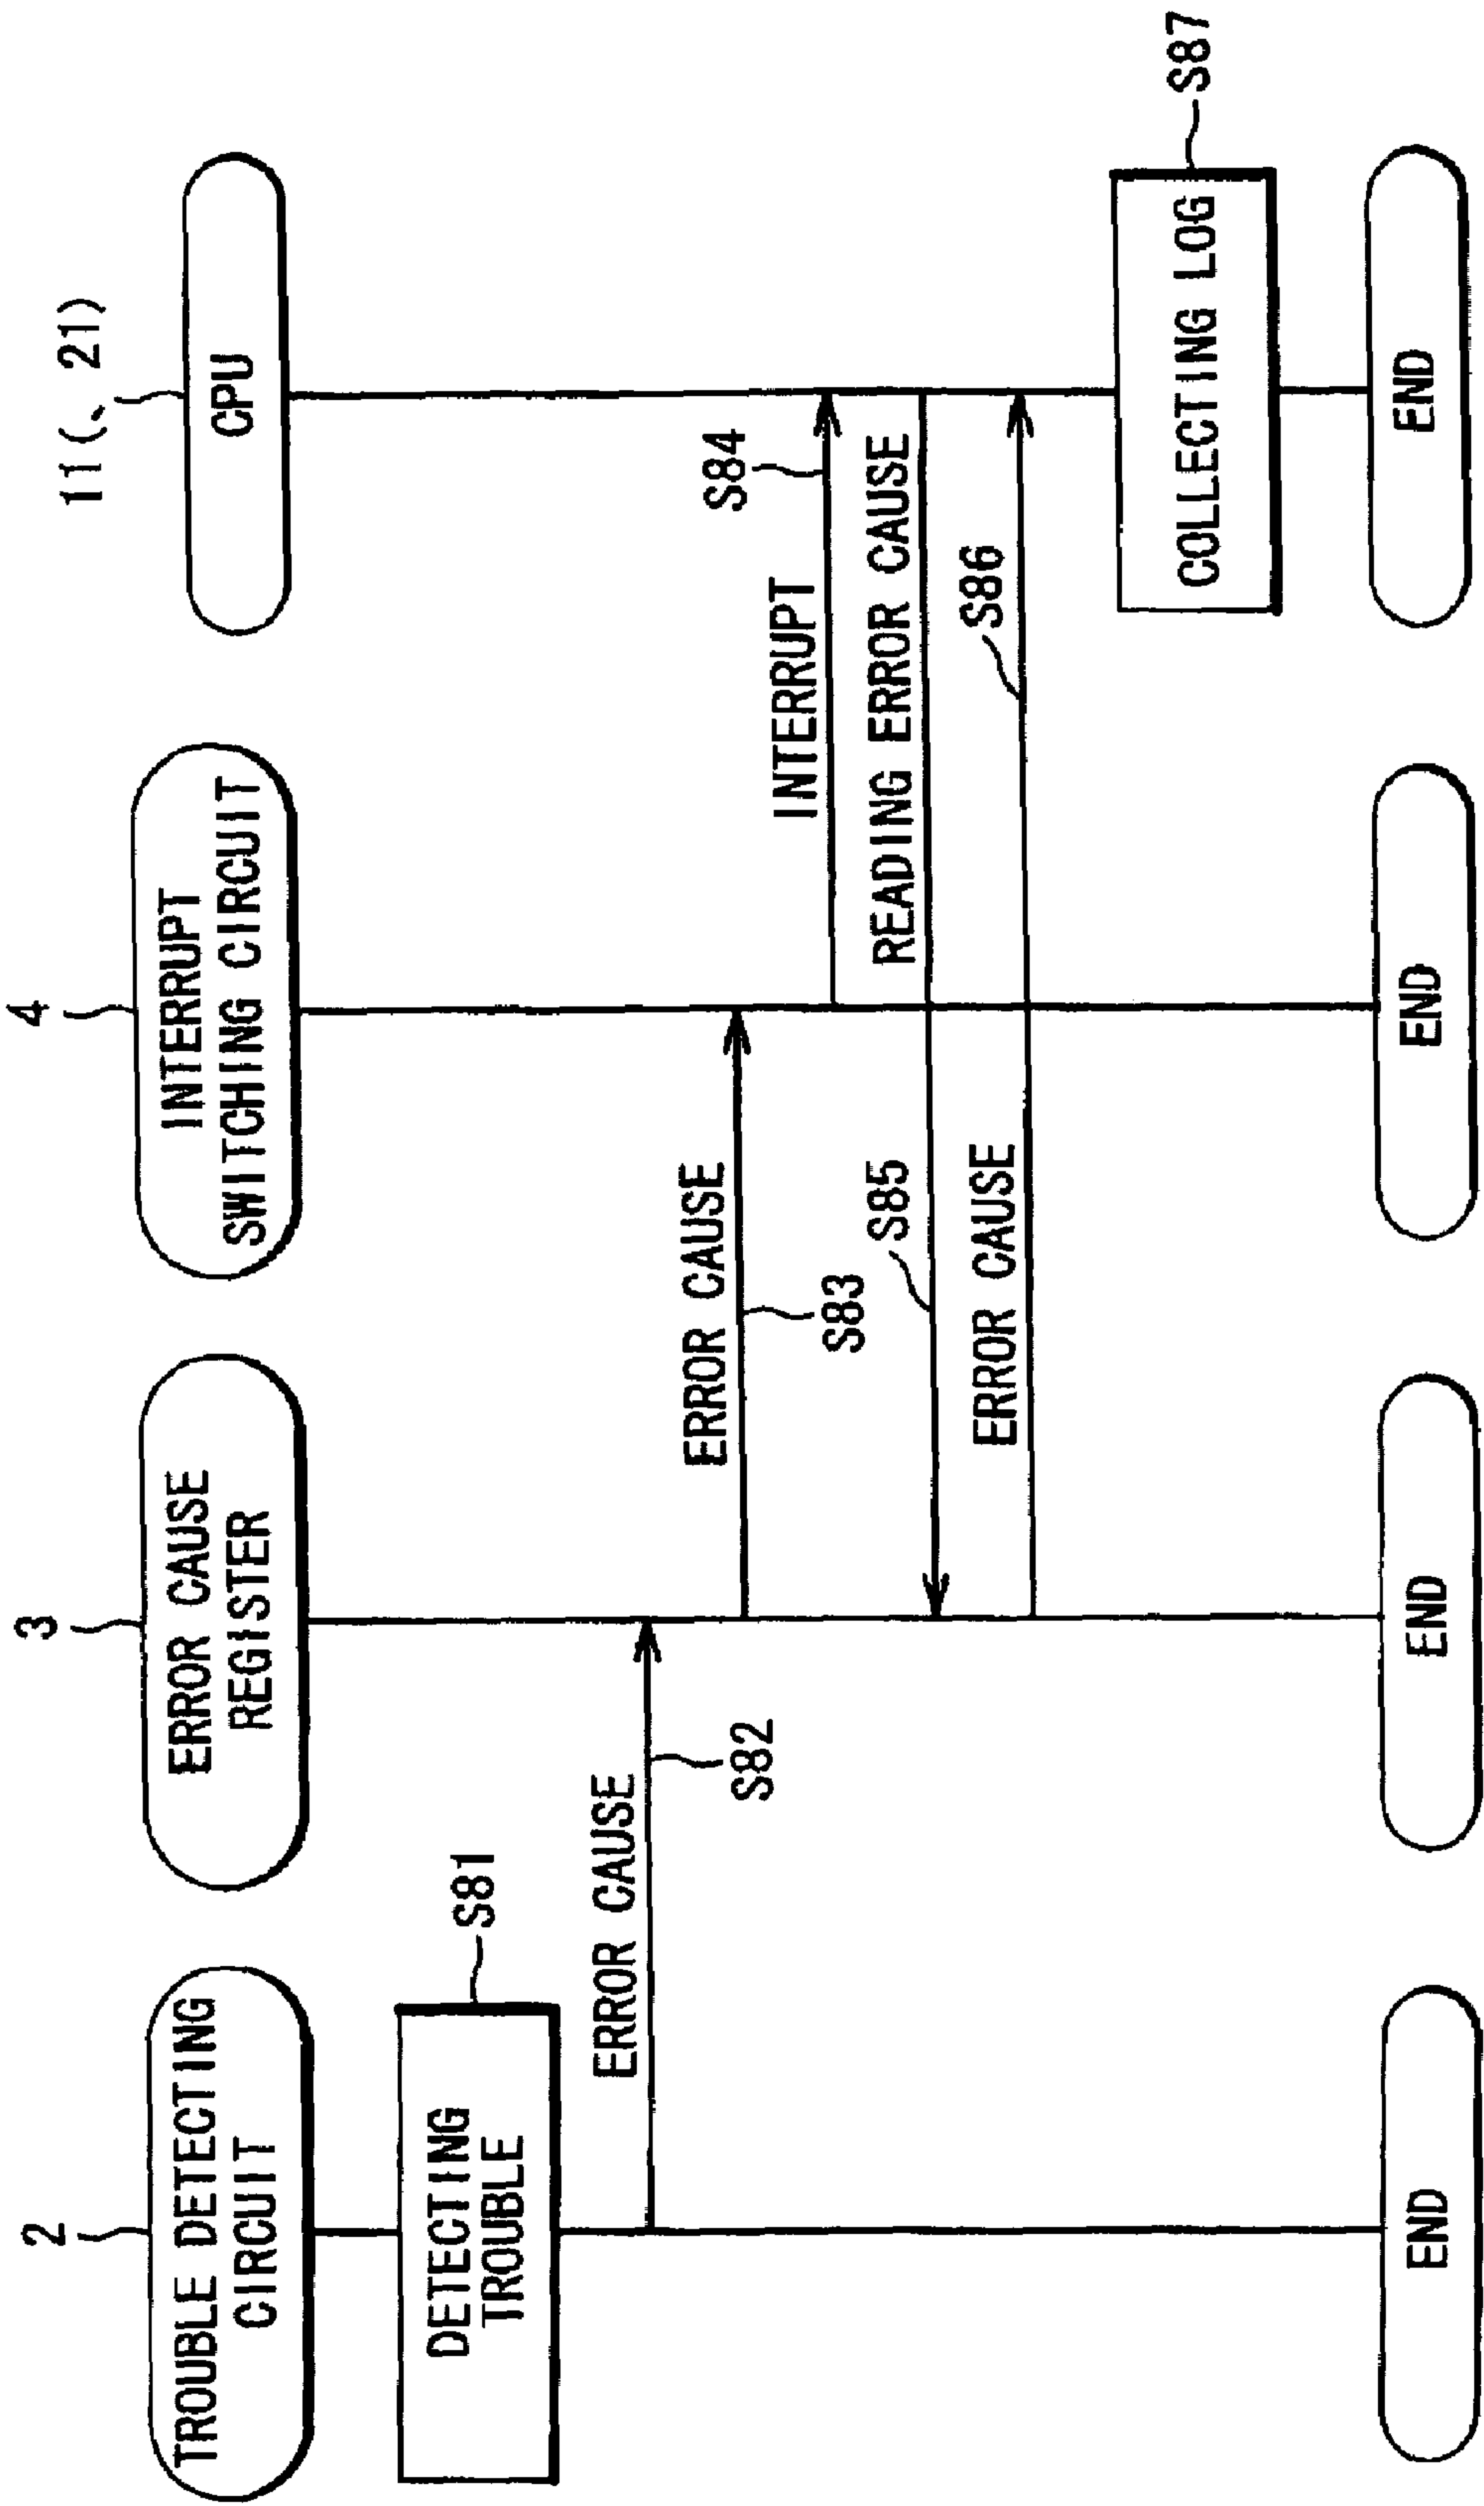 2
3
4
11(、21)
TROUBLE DETECTING
CIRCUIT
ERROR CAUSE
REGISTER
INTERRUPT
SWITCHING CIRCUIT
CPU
DETECTING
TROUBLE
S81
ERROR CAUSE
S82
ERROR CAUSE
S83
INTERRUPT
S84
READING ERROR CAUSE
S85
ERROR CAUSE
S86
COLLECTING LOG
S87
END
END
END
END